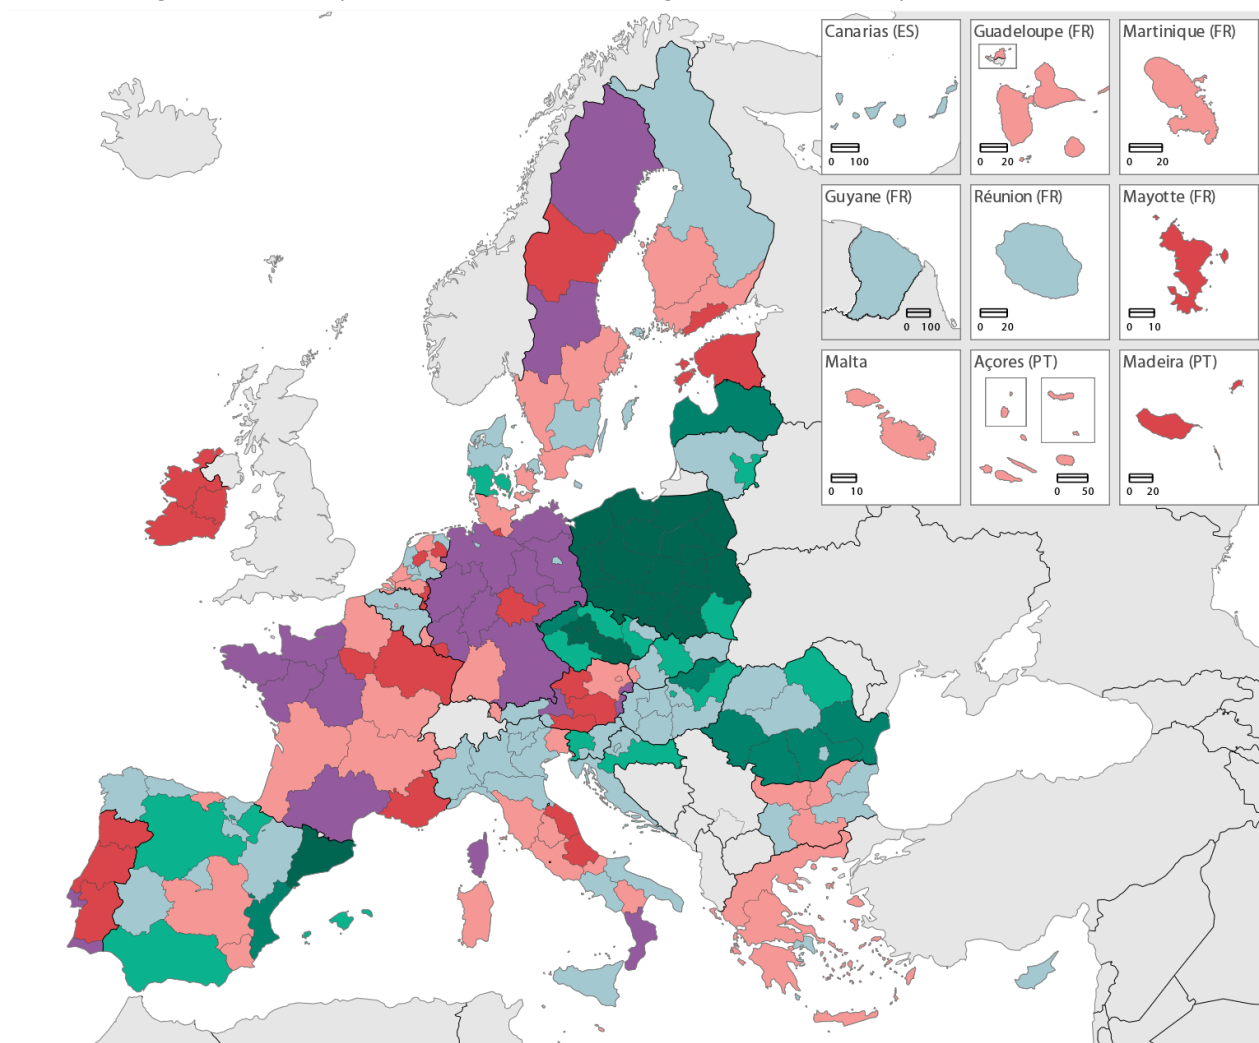 Canarias (ES)
0 100
Guadeloupe (FR)
0 20
Martinique (FR)
0 20
Guyane (FR)
0 100
Réunion (FR)
0 20
Mayotte (FR)
0 10
Malta
0 10
Açores (PT)
0 50
Madeira (PT)
0 20